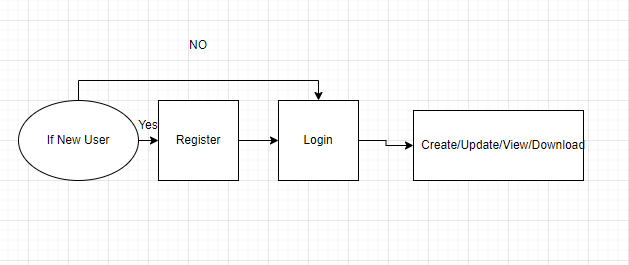 NO
If New User
Yes
Register
Login
Create/Update/View/Download